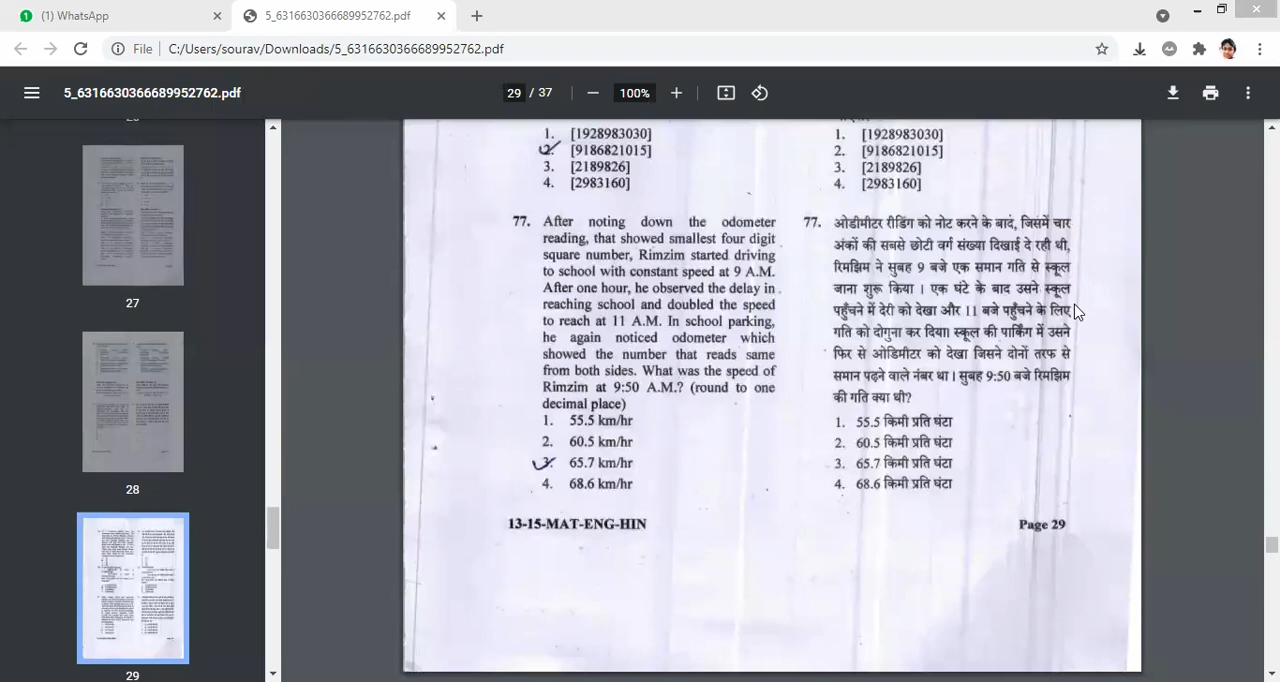 (1) WhatsApp
5_6316630366689952762.pdf
File
C:/Users/sourav/Downloads/5_6316630366689952762.pdf
5_6316630366689952762.pdf
29 / 37
100%
27
28
29
1. [1928983030]
2. [9186821015]
3. [2189826]
4. [2983160]
77. After noting down the odometer
reading, that showed smallest four digit
square number, Rimzim started driving
to school with constant speed at 9 A.M.
After one hour, he observed the delay in
reaching school and doubled the speed
to reach at 11 A.M. In school parking,
he again noticed odometer which
showed the number that reads same
from both sides. What was the speed of
Rimzim at 9:50 A.M.? (round to one
decimal place)
1. 55.5 km/hr
2. 60.5 km/hr
3. 65.7 km/hr
4. 68.6 km/hr
13-15-MAT-ENG-HIN
1. [1928983030]
2. [9186821015]
3. [2189826]
4. [2983160]
77. ओडीमीटर रीडिंग को नोट करने के बाद, जिसमें चार
अंकों की सबसे छोटी वर्ग संख्या दिखाई दे रही थी,
रिमझिम ने सुबह 9 बजे एक समान गति से स्कूल
जाना शुरू किया । एक घंटे के बाद उसने स्कूल
पहुँचने में देरी को देखा और 11 बजे पहुँचने के लिए
गति को दोगुना कर दिया। स्कूल की पार्किंग में उसने
फिर से ओडिमीटर को देखा जिसने दोनों तरफ से
समान पढ़ने वाले नंबर था । सुबह 9:50 बजे रिमझिम
की गति क्या थी?
1. 55.5 किमी प्रति घंटा
2. 60.5 किमी प्रति घंटा
3. 65.7 किमी प्रति घंटा
4. 68.6 किमी प्रति घंटा
Page 29